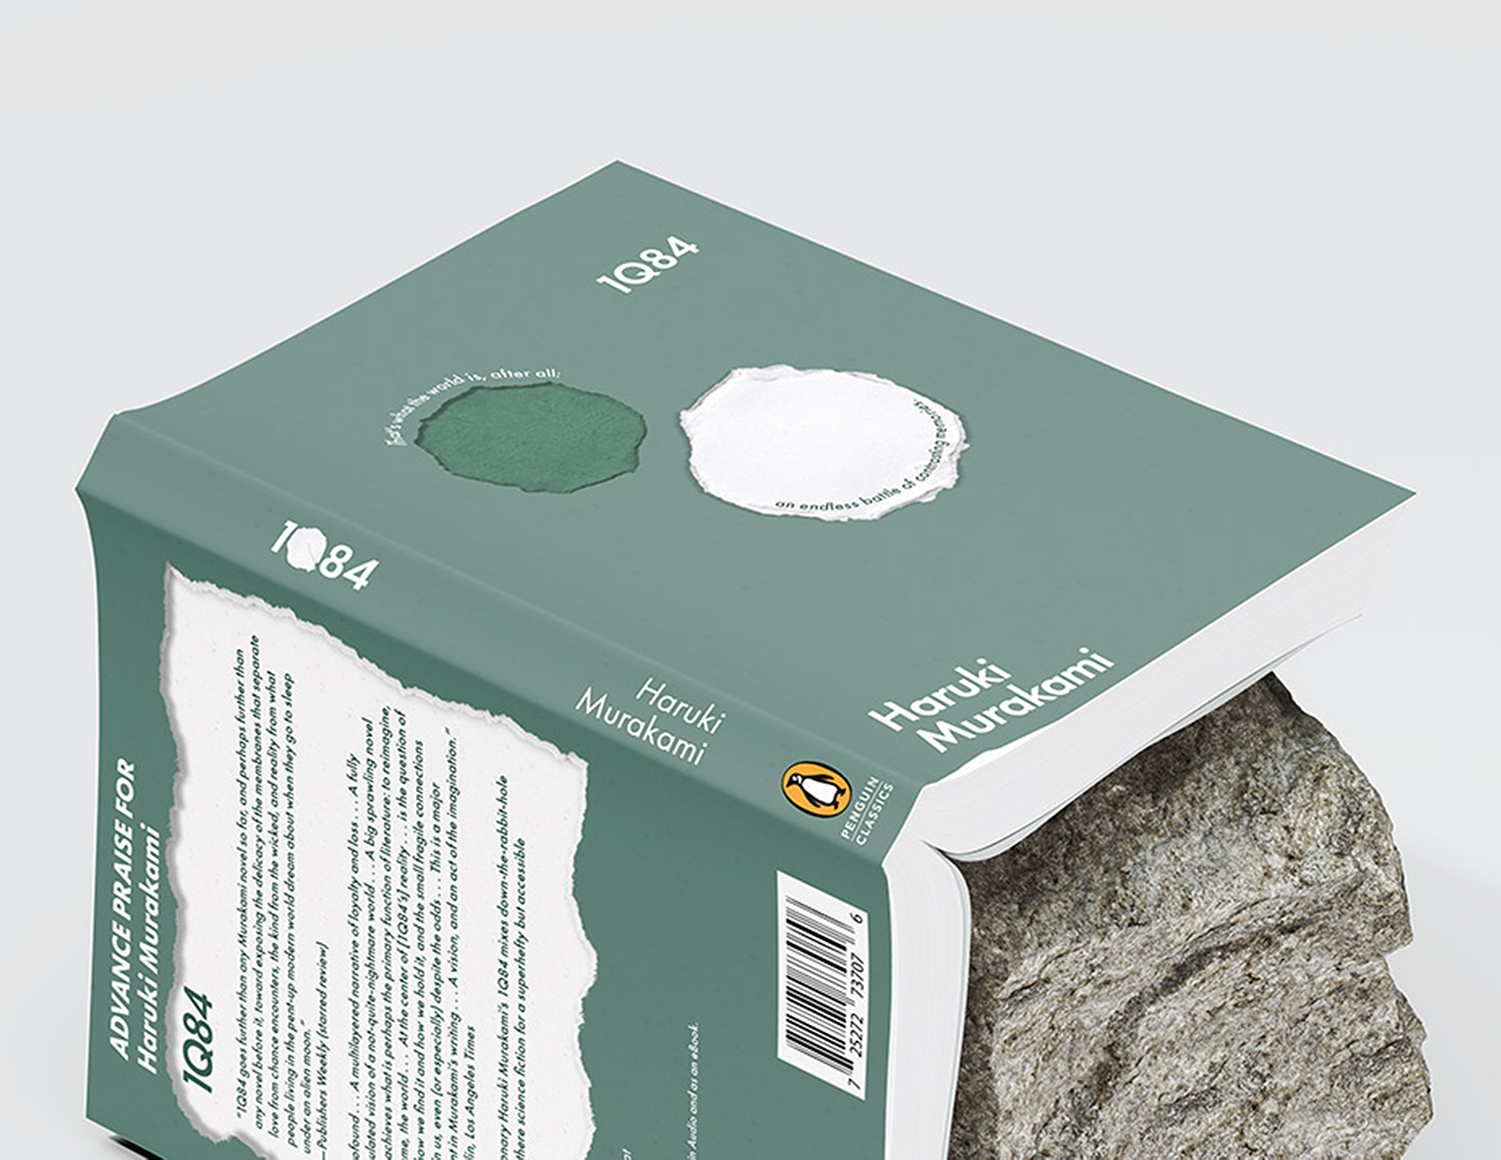 1Q84
That's what the world is, after all:
an endless battle of contrasting memories.
Haruki
Murakami
1Q84
Haruki
Murakami
PENGUIN
CLASSICS
ADVANCE PRAISE FOR
Haruki Murakami
1Q84
"1Q84 goes further than any Murakami novel so far, and perhaps further than
any novel before it, toward exposing the delicacy of the membranes that separate
love from chance encounters, the kind from the wicked, and reality from what
people living in the pent-up modern world dream about when they go to sleep
under an alien moon."
—Publishers Weekly (starred review)
ofound . . . A multilayered narrative of loyalty and loss . . . A fully
ulated vision of a not-quite-nightmare world . . . A big sprawling novel
achieves what is perhaps the primary function of literature: to reimagine,
me, the world . . . At the center of [1Q84's] reality . . . is the question of
how we find it and how we hold it, and the small fragile connections
n us, even (or especially) despite the odds . . . This is a major
nt in Murakami's writing . . . A vision, and an act of the imagination."
lin, Los Angeles Times
onary Haruki Murakami's 1Q84 mixes down-the-rabbit-hole
there science fiction for a superhefty but accessible
in Audio and as an eBook.
7 25272 73707 6